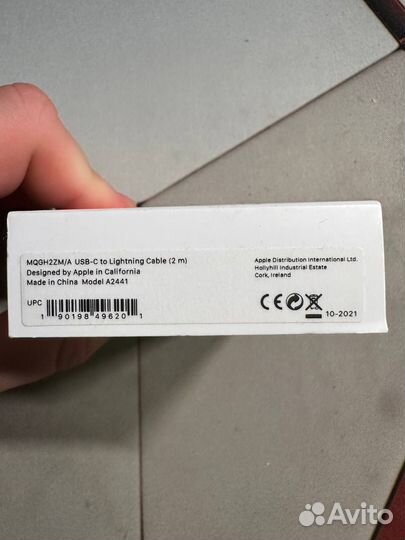 MQGH2ZM/A USB-C to Lightning Cable (2 m)
Designed by Apple in California
Made in China Model A2441
UPC
1 90198 49620 1
Apple Distribution International Ltd.
Hollyhill Industrial Estate
Cork, Ireland
CE
10-2021
Avito